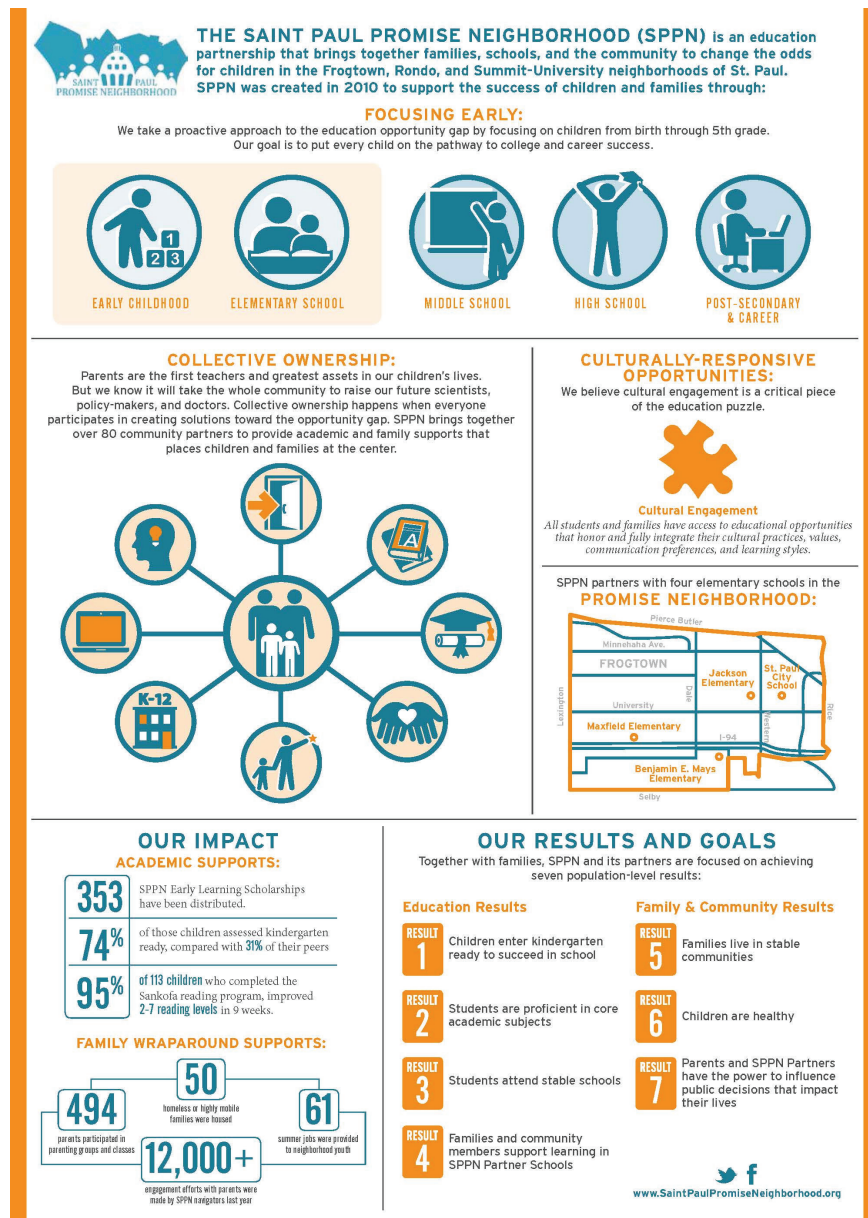 SAINT PAUL
PROMISE NEIGHBORHOOD
THE SAINT PAUL PROMISE NEIGHBORHOOD (SPPN) is an education
partnership that brings together families, schools, and the community to change the odds
for children in the Frogtown, Rondo, and Summit-University neighborhoods of St. Paul.
SPPN was created in 2010 to support the success of children and families through:
FOCUSING EARLY:
We take a proactive approach to the education opportunity gap by focusing on children from birth through 5th grade.
Our goal is to put every child on the pathway to college and career success.
1
2 3
EARLY CHILDHOOD
ELEMENTARY SCHOOL
MIDDLE SCHOOL
HIGH SCHOOL
POST-SECONDARY
& CAREER
COLLECTIVE OWNERSHIP:
Parents are the first teachers and greatest assets in our children's lives.
But we know it will take the whole community to raise our future scientists,
policy-makers, and doctors. Collective ownership happens when everyone
participates in creating solutions toward the opportunity gap. SPPN brings together
over 80 community partners to provide academic and family supports that
places children and families at the center.
A
K-12
CULTURALLY-RESPONSIVE
OPPORTUNITIES:
We believe cultural engagement is a critical piece
of the education puzzle.
Cultural Engagement
All students and families have access to educational opportunities
that honor and fully integrate their cultural practices, values,
communication preferences, and learning styles.
SPPN partners with four elementary schools in the
PROMISE NEIGHBORHOOD:
Pierce Butler
Minnehaha Ave.
FROGTOWN
Jackson
Elementary
St. Paul
City
School
Lexington
Dale
University
Western
Rice
Maxfield Elementary
I-94
Benjamin E. Mays
Elementary
Selby
OUR IMPACT
ACADEMIC SUPPORTS:
353
SPPN Early Learning Scholarships
have been distributed.
74%
of those children assessed kindergarten
ready, compared with 31% of their peers
95%
of 113 children who completed the
Sankofa reading program, improved
2-7 reading levels in 9 weeks.
FAMILY WRAPAROUND SUPPORTS:
50
homeless or highly mobile
families were housed
494
parents participated in
parenting groups and classes
61
summer jobs were provided
to neighborhood youth
12,000+
engagement efforts with parents were
made by SPPN navigators last year
OUR RESULTS AND GOALS
Together with families, SPPN and its partners are focused on achieving
seven population-level results:
Education Results
RESULT
1
Children enter kindergarten
ready to succeed in school
RESULT
2
Students are proficient in core
academic subjects
RESULT
3
Students attend stable schools
RESULT
4
Families and community
members support learning in
SPPN Partner Schools
Family & Community Results
RESULT
5
Families live in stable
communities
RESULT
6
Children are healthy
RESULT
7
Parents and SPPN Partners
have the power to influence
public decisions that impact
their lives
www.SaintPaulPromiseNeighborhood.org